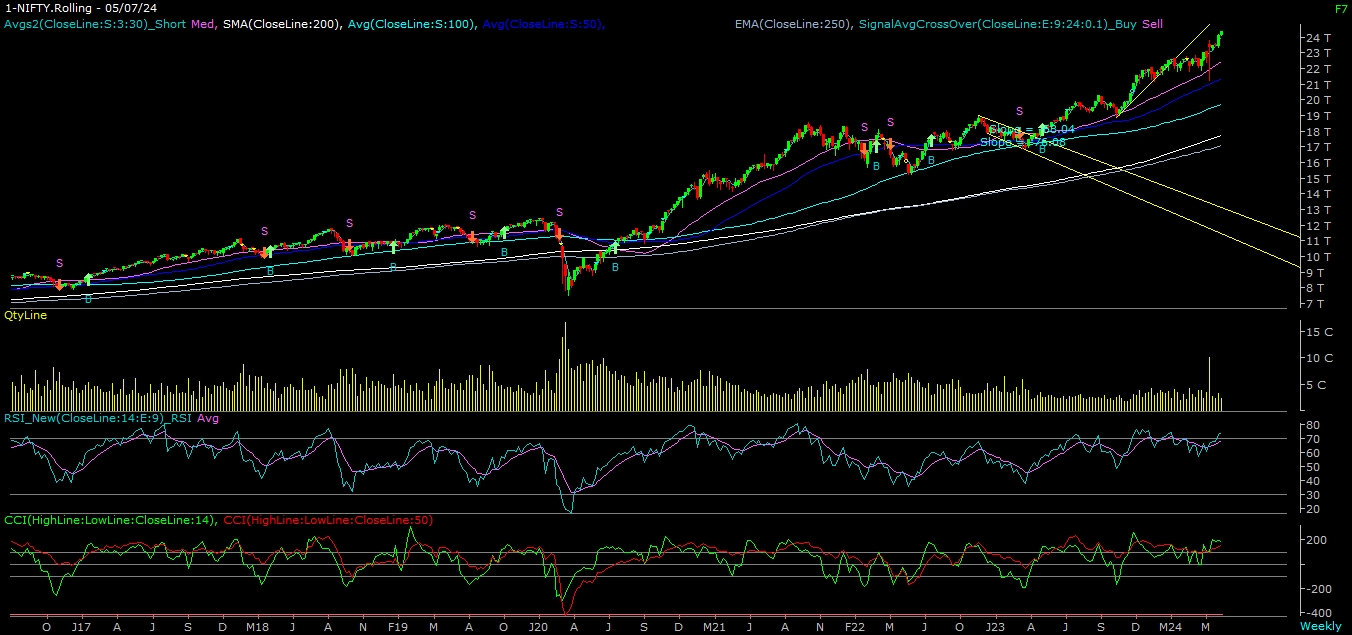 1-NIFTY.Rolling - 05/07/24
F7
Avgs2(CloseLine:S:3:30)_Short Med, SMA(CloseLine:200), Avg(CloseLine:S:100), Avg(CloseLine:S:50), EMA(CloseLine:250), SignalAvgCrossOver(CloseLine:E:9:24:0.1)_Buy Sell
24 T
23 T
22 T
21 T
20 T
19 T
18 T
17 T
16 T
15 T
14 T
13 T
12 T
11 T
10 T
9 T
8 T
7 T
S
B
S
B
S
B
S
B
S
B
S
B
S
B
S
B
Slope =
Slope =
QtyLine
15 C
10 C
5 C
RSI_New(CloseLine:14:E:9)_RSI Avg
80
70
60
50
40
30
20
CCI(HighLine:LowLine:CloseLine:14), CCI(HighLine:LowLine:CloseLine:50)
200
-200
-400
O J17 A J S D M18 J A N F19 M A O J20 A J S D M21 J A N F22 M J O J23 A J S D M24 M
Weekly